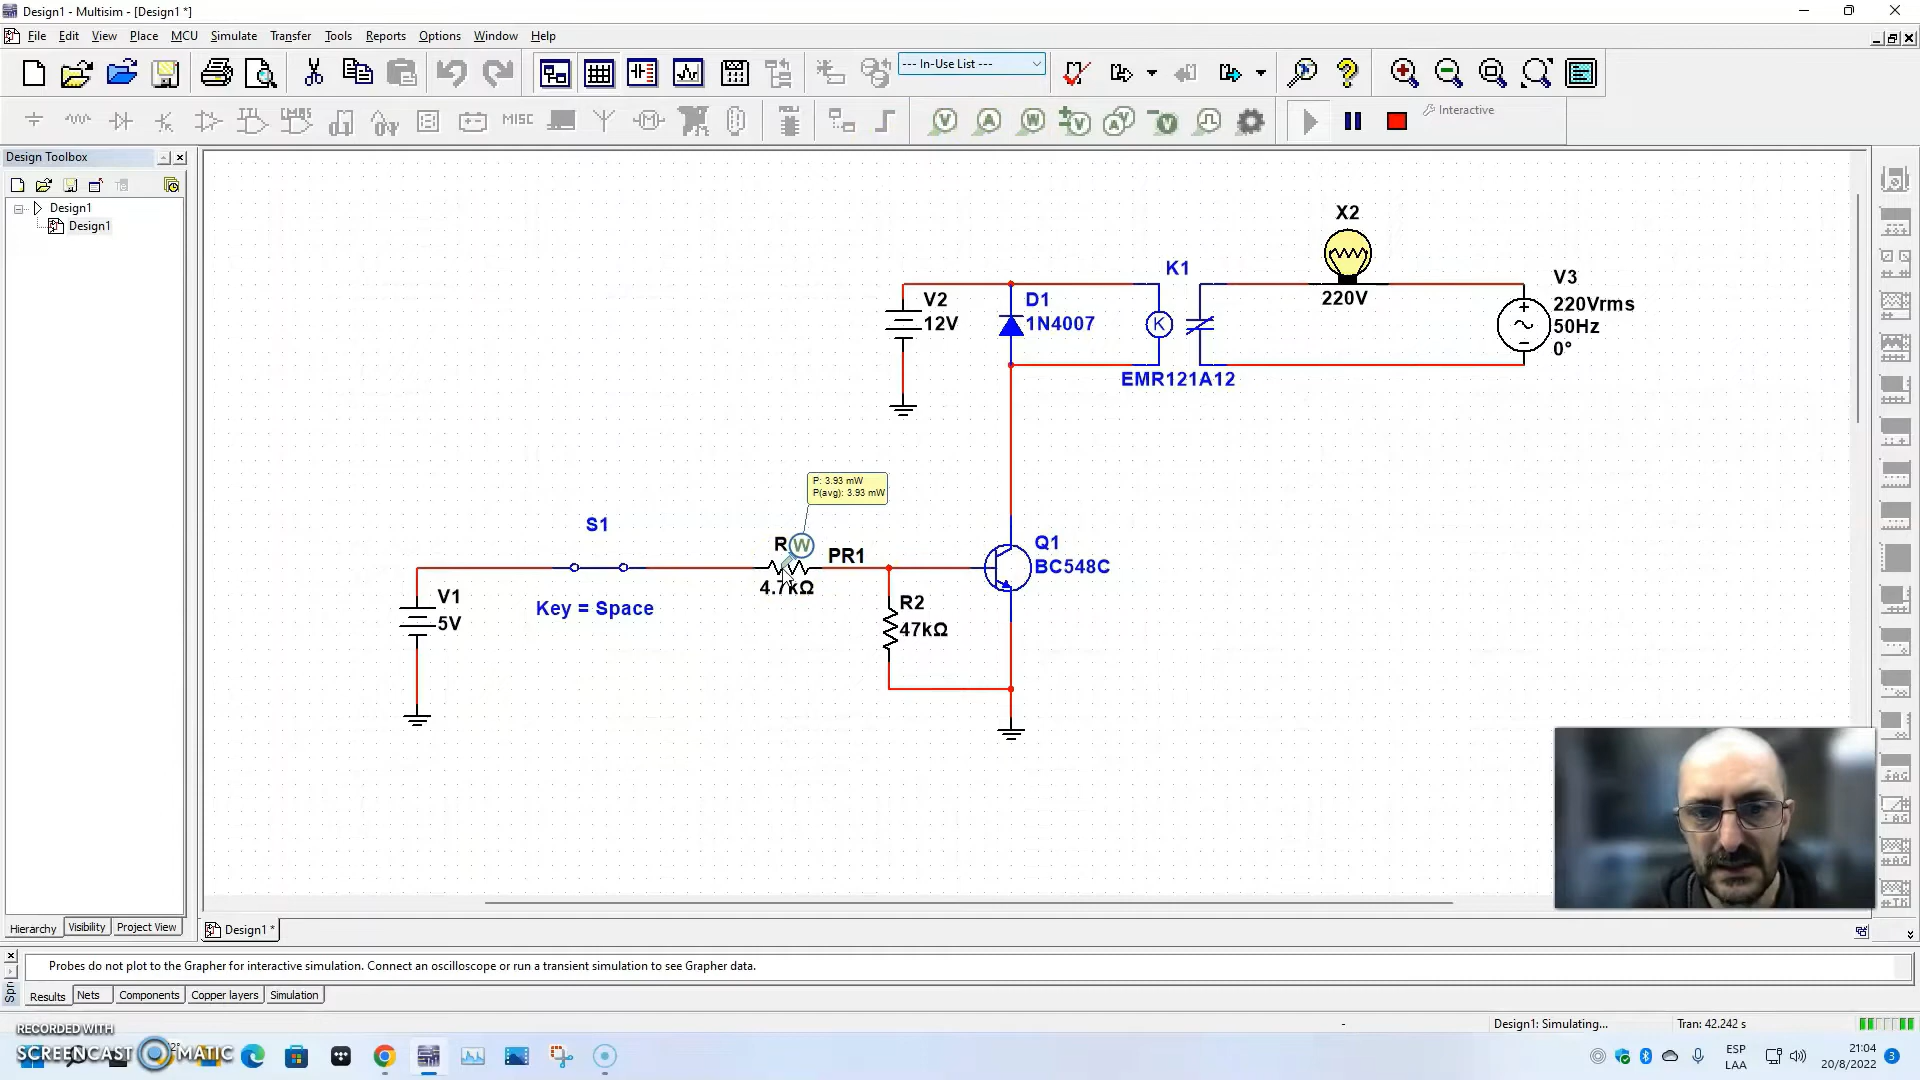 Design1 - Multisim - [Design1 *]
File Edit View Place MCU Simulate Transfer Tools Reports Options Window Help
--- In-Use List ---
MISC
Interactive
Design Toolbox
Design1
Design1
X2
220V
K1
EMR121A12
V3
220Vrms
50Hz
0°
V2
12V
D1
1N4007
K
P: 3.93 mW
P(avg): 3.93 mW
S1
Key = Space
R
W
PR1
4.7kΩ
Q1
BC548C
V1
5V
R2
47kΩ
Hierarchy Visibility Project View
Design1 *
Probes do not plot to the Grapher for interactive simulation. Connect an oscilloscope or run a transient simulation to see Grapher data.
Results Nets Components Copper layers Simulation
Design1: Simulating...
Tran: 42.242 s
RECORDED WITH
SCREENCAST MATIC
ESP
LAA
21:04
20/8/2022
3